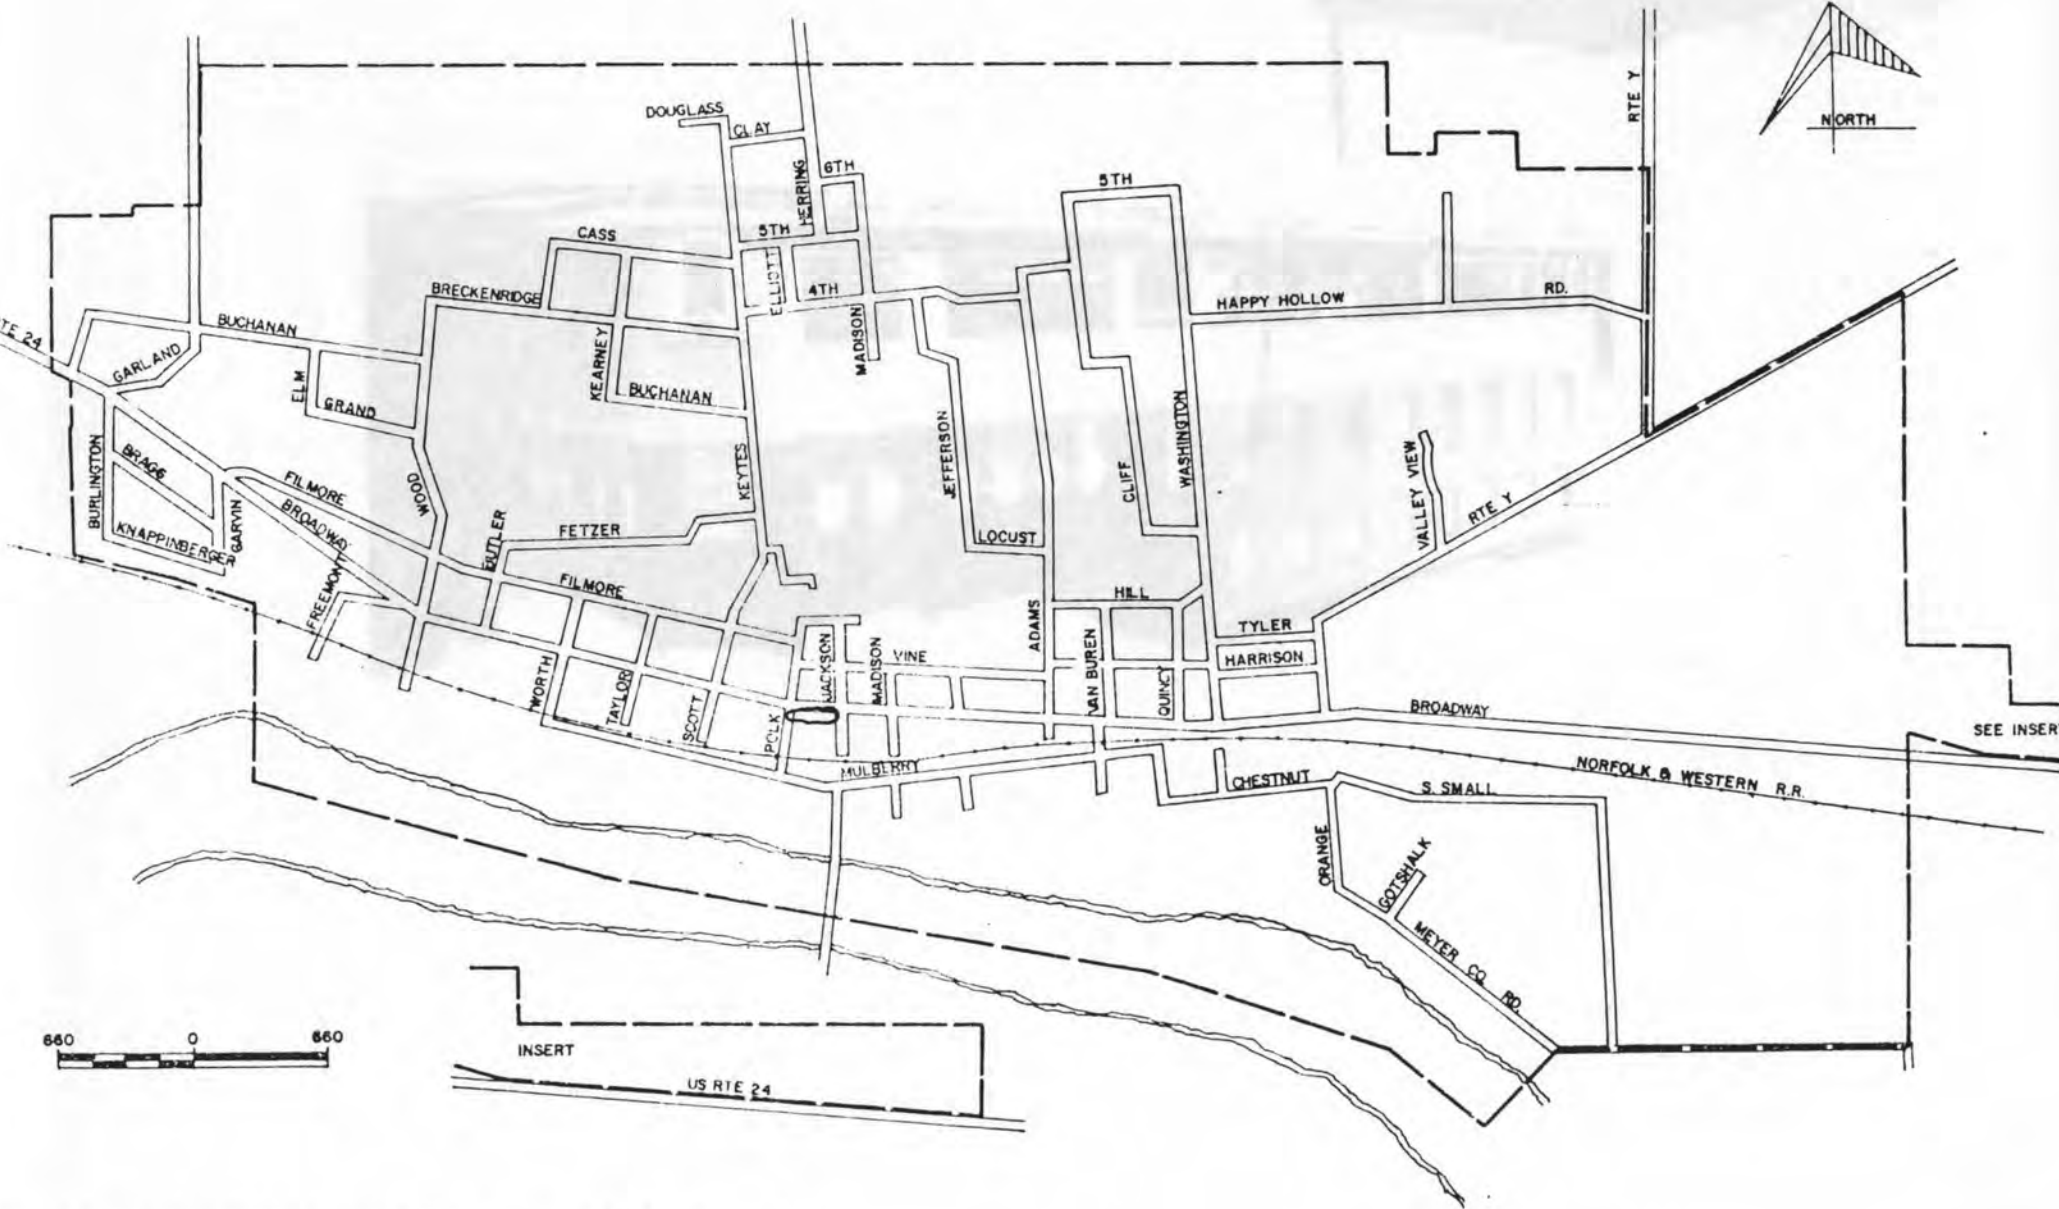 RTE Y
NORTH
DOUGLASS
CLAY
6TH
HERRING
5TH
5TH
CASS
ELLIOTT
4TH
BRECKENRIDGE
HAPPY HOLLOW
RD.
BUCHANAN
RTE 24
GARLAND
KEARNEY
MADISON
ELM
GRAND
BUCHANAN
JEFFERSON
CLIFF
WASHINGTON
BURLINGTON
BRAGG
FILMORE
WOOD
KEYTES
VALLEY VIEW
RTE Y
BROADWAY
GARVIN
KNAPPINBERGER
BUTLER
FETZER
LOCUST
FREEMONT
FILMORE
HILL
ADAMS
TYLER
VAN BUREN
HARRISON
JACKSON
MADISON
VINE
QUINCY
WORTH
TAYLOR
SCOTT
POLK
BROADWAY
SEE INSERT
MULBERRY
NORFOLK & WESTERN R.R.
CHESTNUT
S. SMALL
ORANGE
GOTSHALK
MEYER CO. RD.
660 0 660
INSERT
US RTE 24